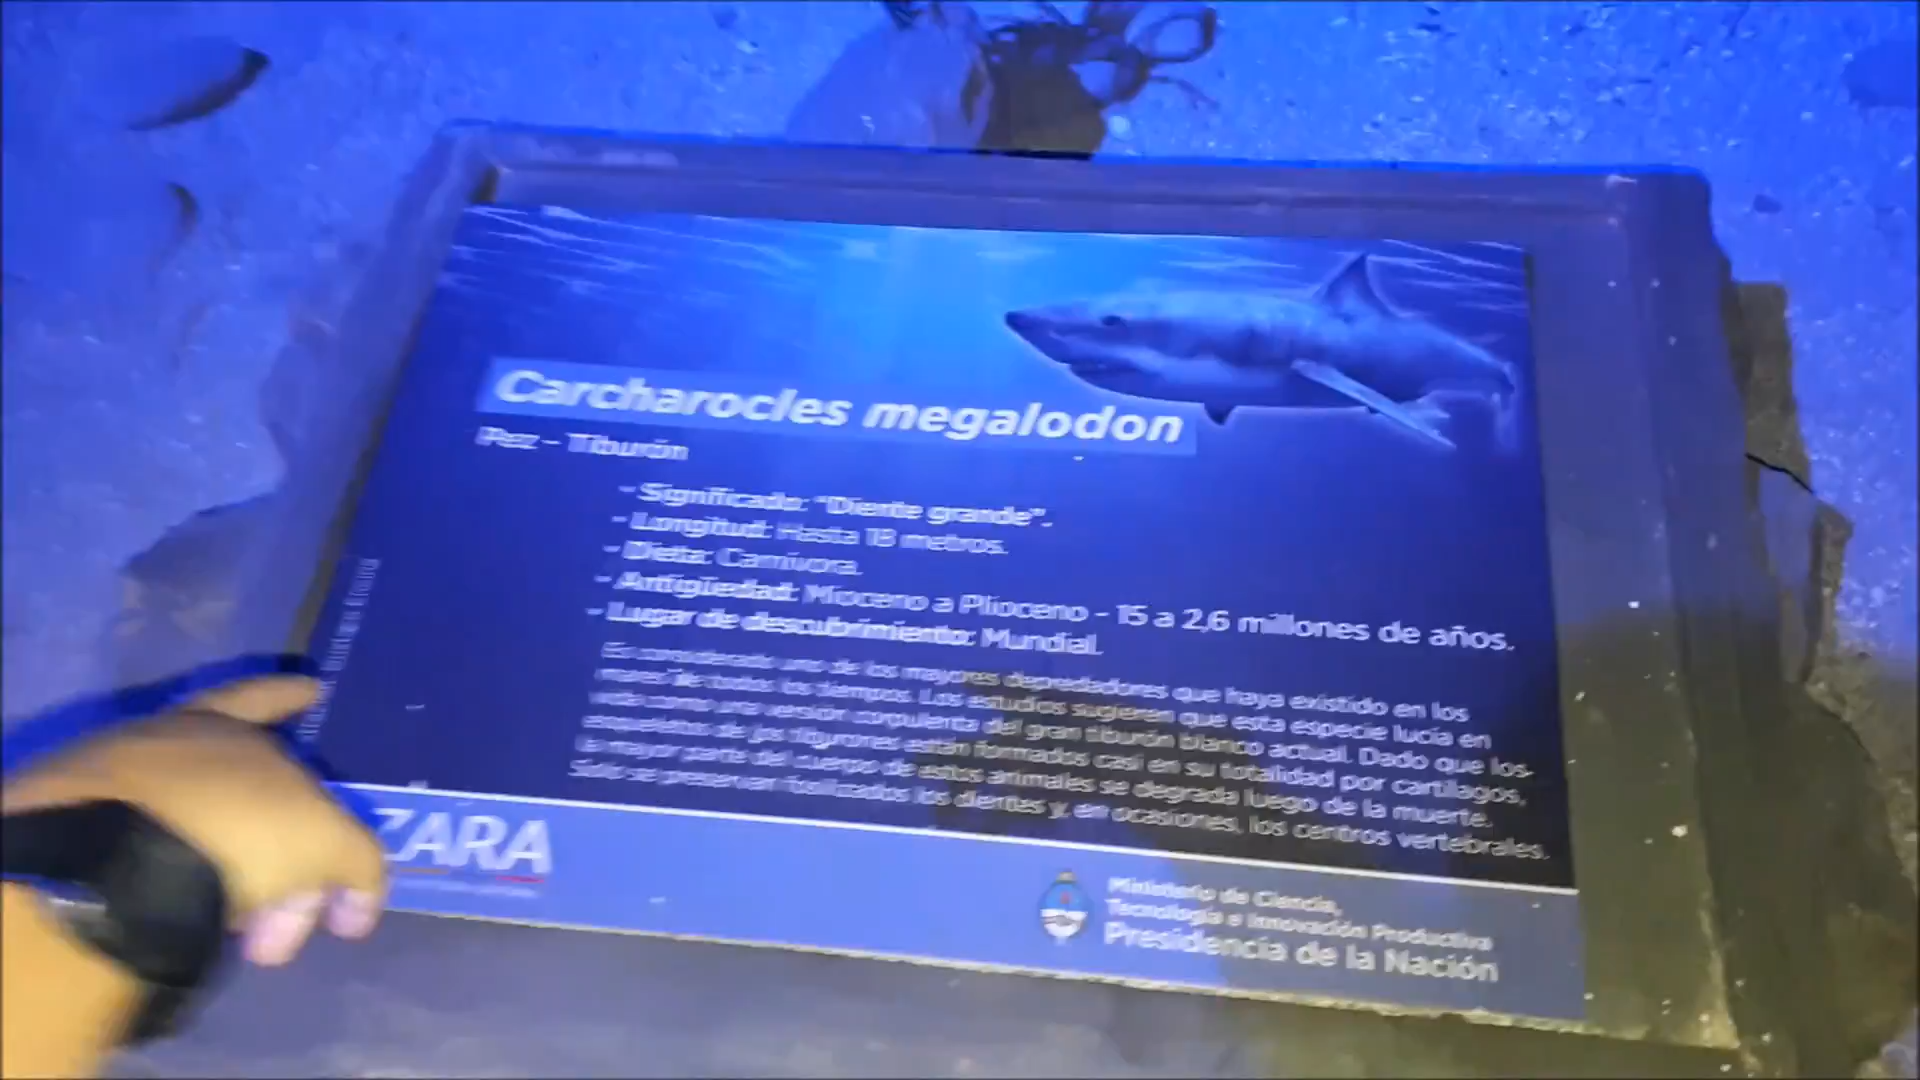 Carcharocles megalodon
Pez - Tiburón
- Significado: "Diente grande".
- Longitud: Hasta 18 metros.
- Dieta: Carnívora.
- Antigüedad: Mioceno a Plioceno - 15 a 2,6 millones de años.
- Lugar de descubrimiento: Mundial.
Es considerado uno de los mayores depredadores que haya existido en los
mares de todos los tiempos. Los estudios sugieren que esta especie lucía en
vida como una versión corpulenta del gran tiburón blanco actual. Dado que los
esqueletos de los tiburones están formados casi en su totalidad por cartílagos,
la mayor parte del cuerpo de estos animales se degrada luego de la muerte.
Sólo se preservan fosilizados los dientes y, en ocasiones, los centros vertebrales.
ZARA
Ministerio de Ciencia,
Tecnología e Innovación Productiva
Presidencia de la Nación